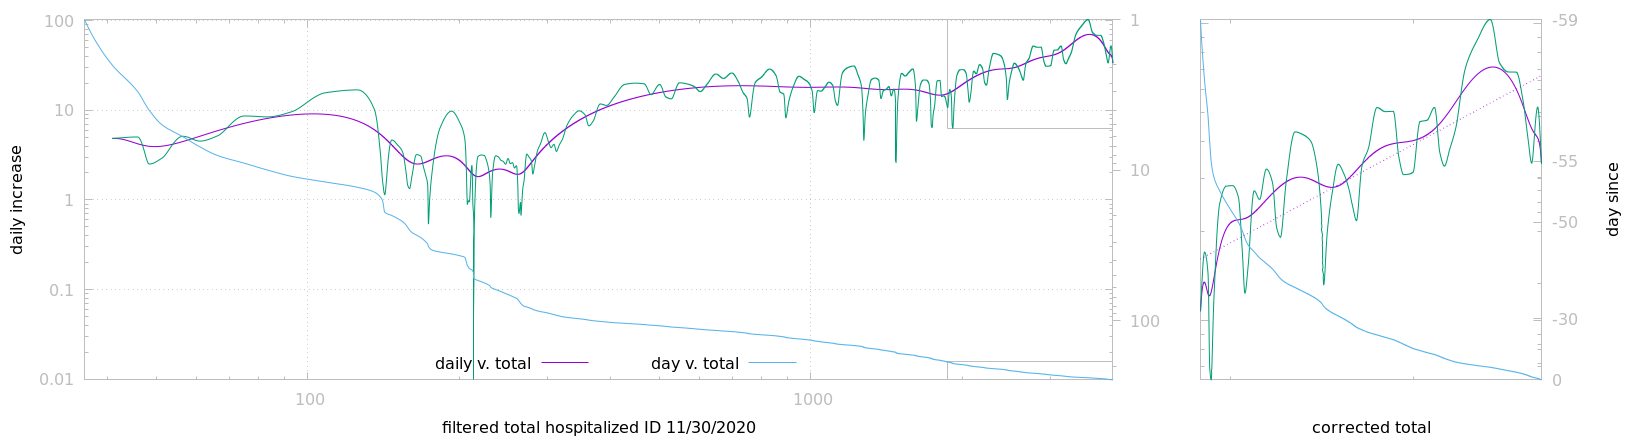 100
10
1
0.1
0.01
daily increase
1
10
100
daily v. total
day v. total
100
1000
filtered total hospitalized ID 11/30/2020
-59
-55
-50
-30
0
day since
corrected total